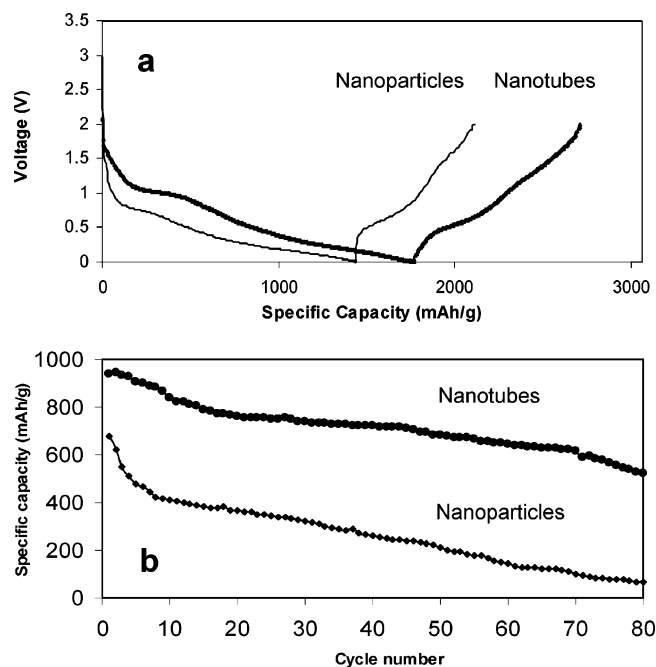 3.5
3
2.5
2
1.5
1
0.5
0
Voltage (V)
a
Nanoparticles Nanotubes
0 1000 2000 3000
Specific Capacity (mAh/g)
1000
800
600
400
200
0
Specific capacity (mAh/g)
Nanotubes
Nanoparticles
b
0 10 20 30 40 50 60 70 80
Cycle number